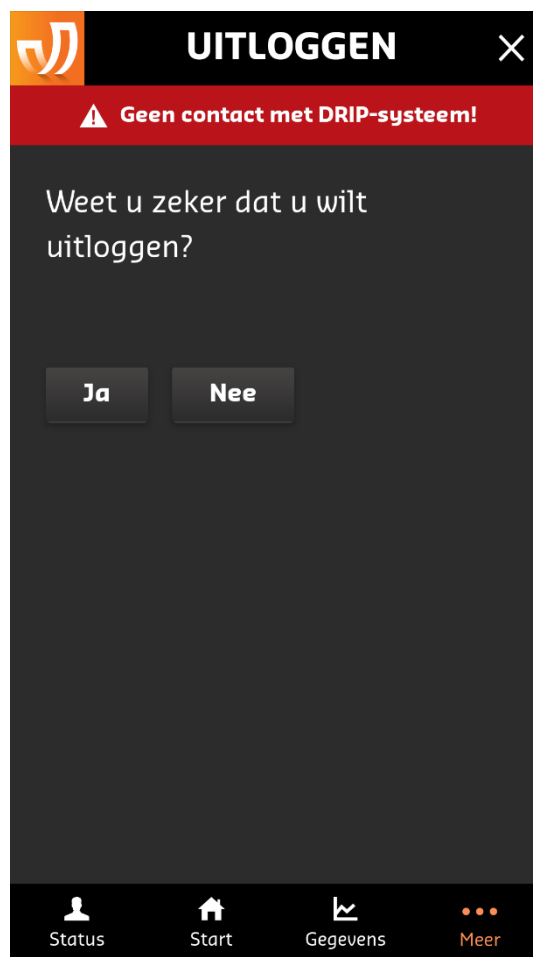 UITLOGGEN
Geen contact met DRIP-systeem!
Weet u zeker dat u wilt
uitloggen?
Ja
Nee
Status
Start
Gegevens
Meer